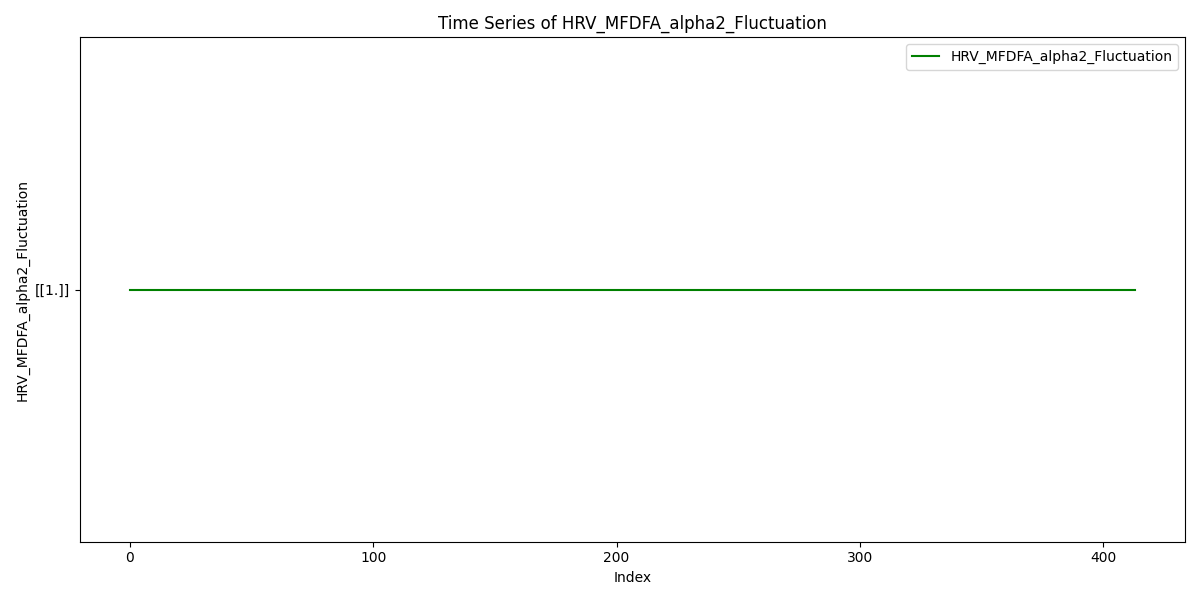 Time Series of HRV_MFDFA_alpha2_Fluctuation
HRV_MFDFA_alpha2_Fluctuation
HRV_MFDFA_alpha2_Fluctuation
[[1.]]
0 100 200 300 400
Index